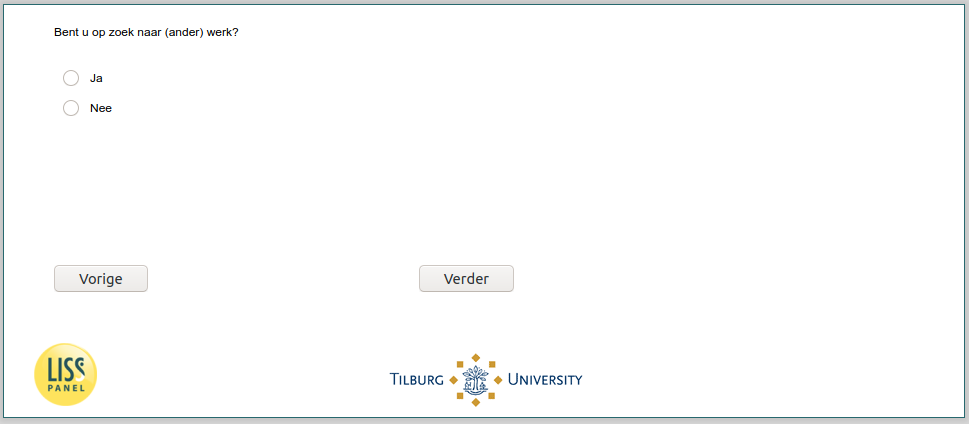 Bent u op zoek naar (ander) werk?
Ja
Nee
Vorige
Verder
LISS
PANEL
TILBURG UNIVERSITY